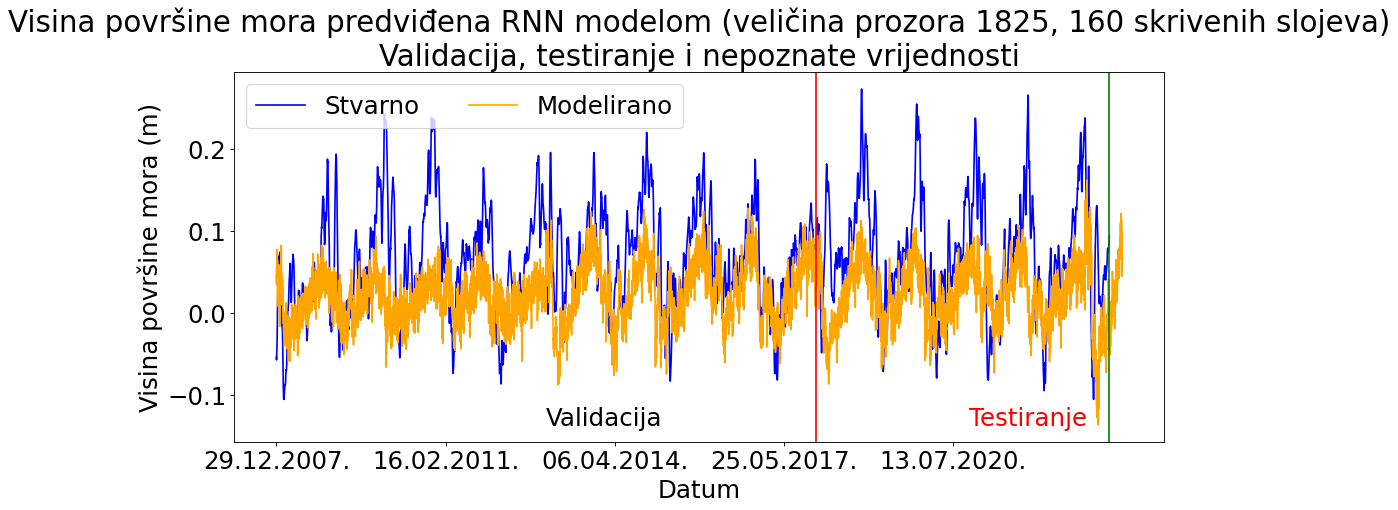 Visina površine mora predviđena RNN modelom (veličina prozora 1825, 160 skrivenih slojeva)
Validacija, testiranje i nepoznate vrijednosti
Stvarno Modelirano
Visina površine mora (m)
0.2
0.1
0.0
−0.1
Validacija Testiranje
29.12.2007. 16.02.2011. 06.04.2014. 25.05.2017. 13.07.2020.
Datum